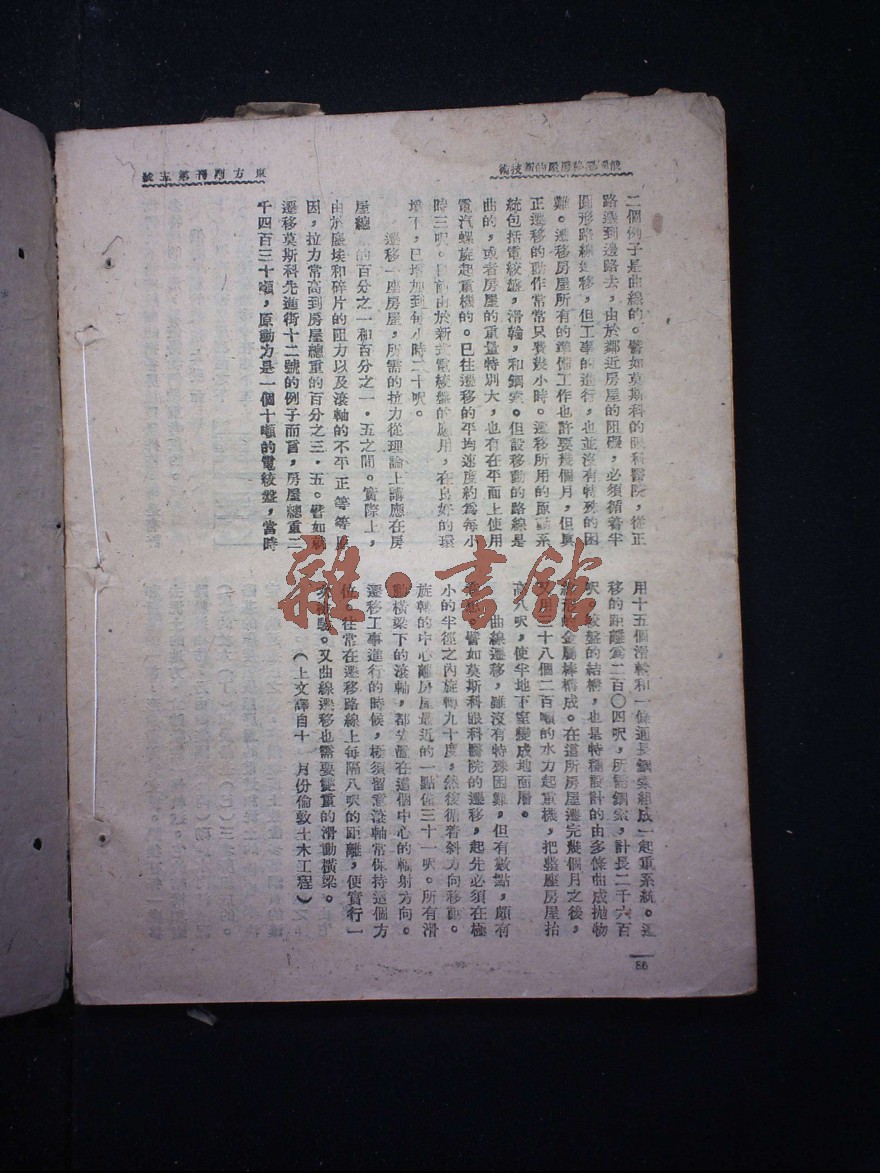 俄國遷移房屋的新技術
東方副刊第五號
二個例子是曲線的。譬如莫斯科的眼科醫院，從正
路遷到邊路去，由於鄰近房屋的阻礙，必須循着半
圓形路線遷移，但工事的進行，也並沒有特殊的困
難。遷移房屋所有的準備工作也許要幾個月，但眞
正遷移的動作常常只費幾小時。遷移所用的原動系
統包括電絞盤，滑輪，和鋼索。但設移動的路線是
曲的，或者房屋的重量特別大，也有在平面上使用
電汽螺旋起重機的。已往遷移的平均速度約爲每小
時三呎。目前由於新式電絞盤的應用，在良好的環
境下，已增加到每小時二十呎。
遷移一座房屋，所需的拉力從理論上講應在房
屋總 的百分之一和百分之一・五之間。實際上，
由於塵埃和碎片的阻力以及滾軸的不平正等等原
因，拉力常高到房屋總重的百分之三・五。譬如就
遷移莫斯科先進街十二號的例子而言，房屋總重二
千四百三十噸，原動力是一個十噸的電絞盤，當時
用十五個滑輪和一條通長鋼索組成一起重系統。遷
移的距離爲二百〇四呎，所需鋼索，計長二千六百
呎。絞盤的結構，也是特種設計的由多條曲成拋物
線形的金屬棒構成。在這所房屋遷完幾個月之後，
又用二十八個二百噸的水力起重機，把整座房屋抬
高八呎，使半地下室變成地面層。
曲線遷移，雖沒有特殊困難，但有數點，頗有
。譬如莫斯科眼科醫院的遷移，起先必須在極
小的半徑之內旋轉九十度，然後循着斜方向移動。
旋轉的中心離房屋最近的一點僅三十一呎。所有滑
動橫梁下的滾軸，都安置在這個中心的輻射方向。
遷移工事進行的時候，極須留意滾軸常保持這個方
位。往常在遷移路線上每隔八呎的距離，便實行一
次檢驗。又曲線遷移也需要雙重的滑動橫梁。
（上文譯自十一月份倫敦土木工程）
86
雜・書館